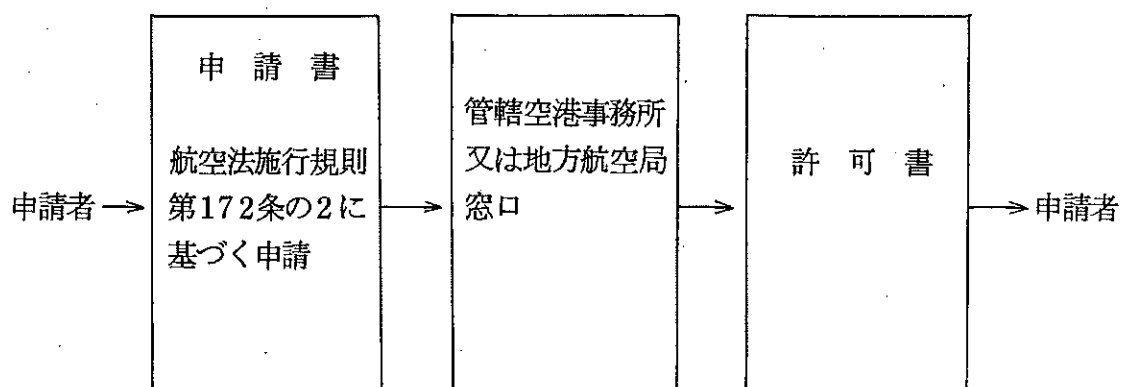 申請者
申請書
航空法施行規則
第172条の2に
基づく申請
管轄空港事務所
又は地方航空局
窓口
許可書
申請者